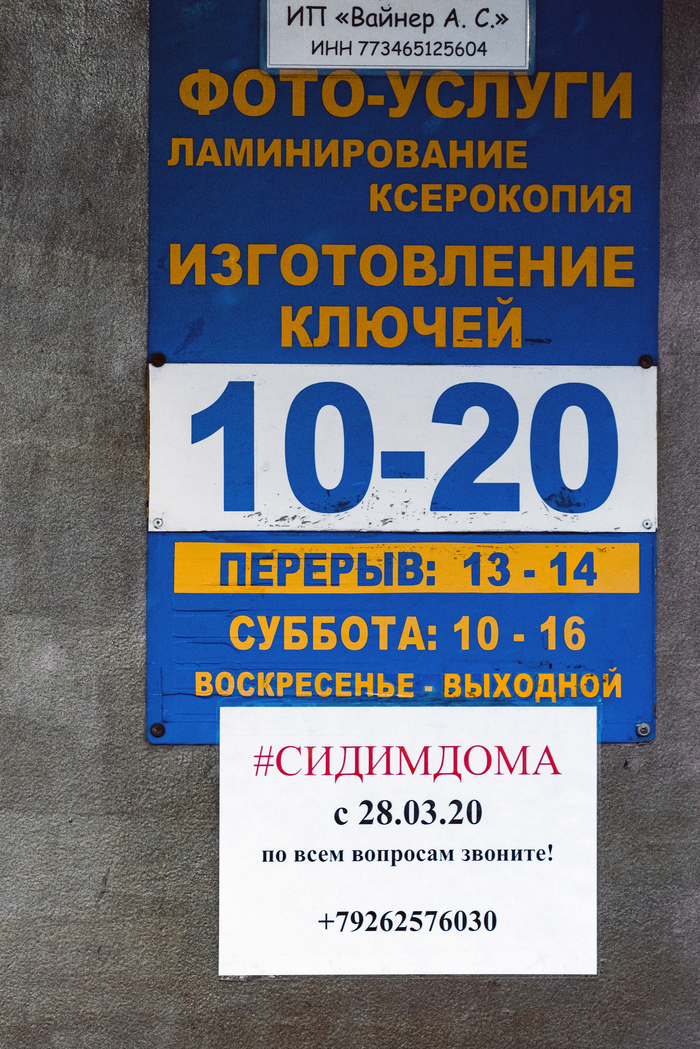 ИП «Вайнер А. С.»
ИНН 773465125604
ФОТО-УСЛУГИ
ЛАМИНИРОВАНИЕ
КСЕРОКОПИЯ
ИЗГОТОВЛЕНИЕ
КЛЮЧЕЙ
10-20
ПЕРЕРЫВ: 13 - 14
СУББОТА: 10 - 16
ВОСКРЕСЕНЬЕ - ВЫХОДНОЙ
#СИДИМДОМА
с 28.03.20
по всем вопросам звоните!
+79262576030